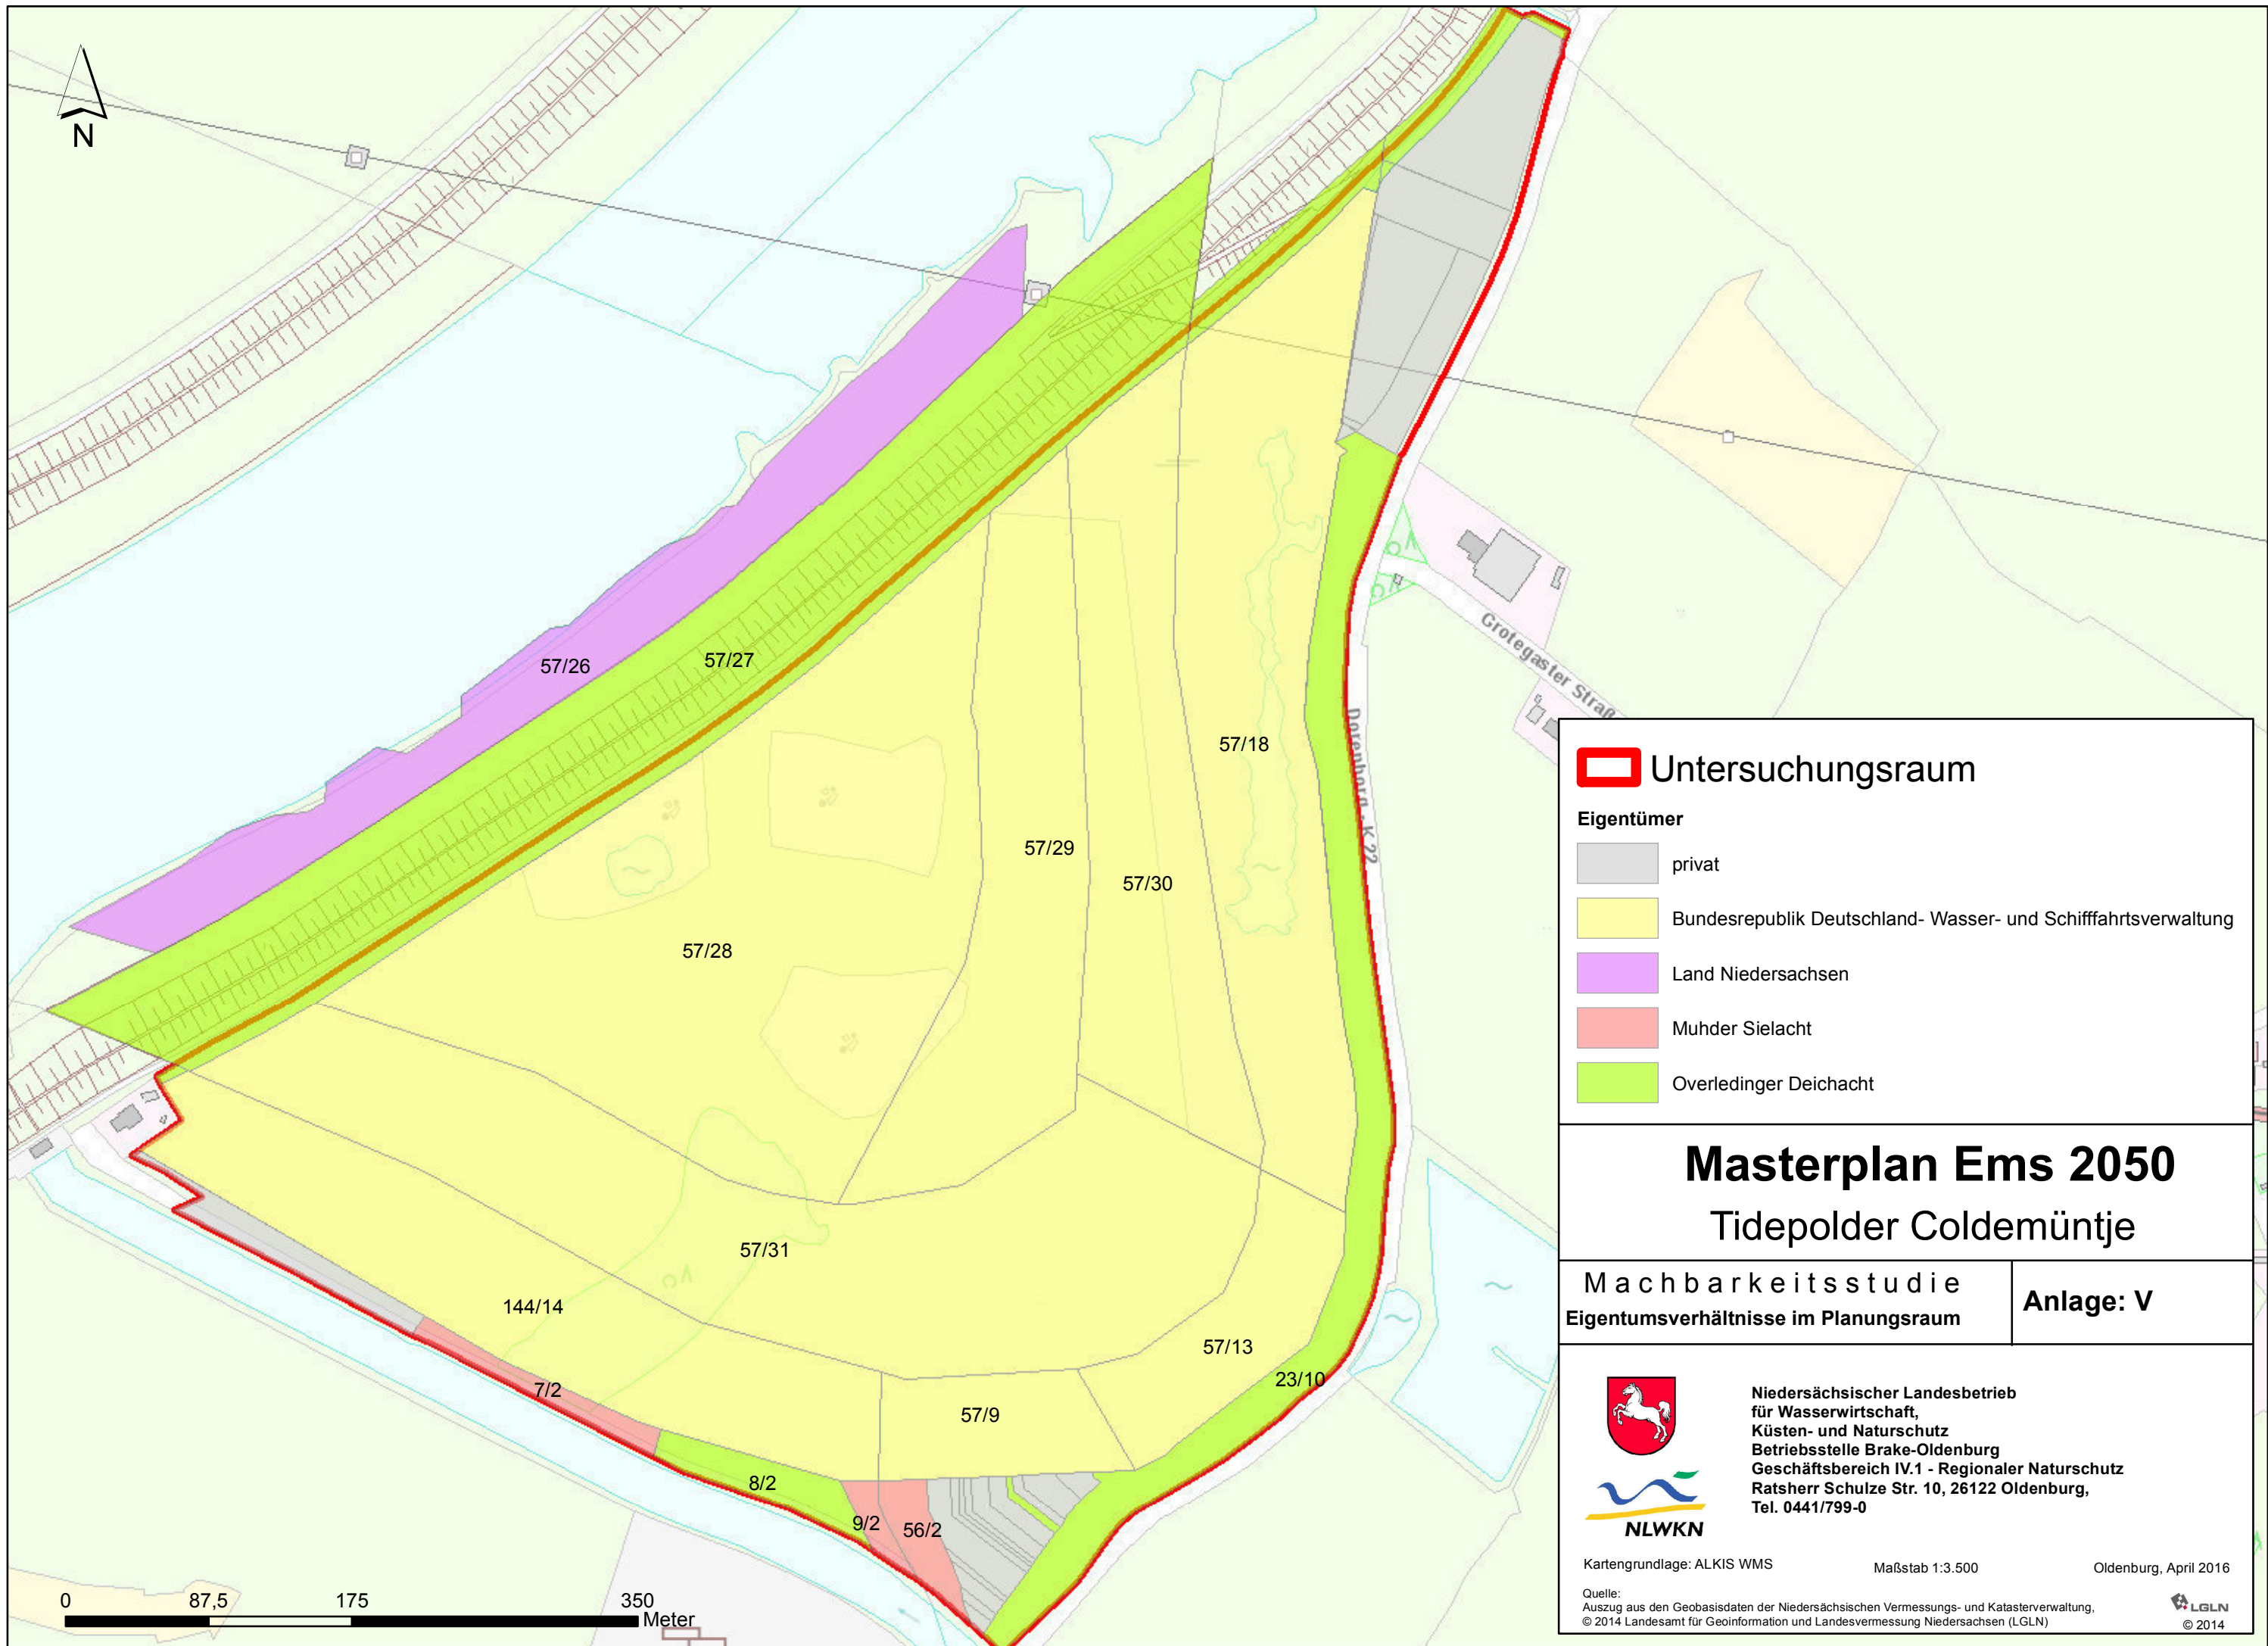 N
57/26
57/27
57/18
57/29
57/30
57/28
57/31
144/14
57/13
23/10
7/2
57/9
8/2
9/2
56/2
Grotegaster Straß
Dorenborg - K 22
0 87,5 175 350
Meter
Untersuchungsraum
Eigentümer
privat
Bundesrepublik Deutschland- Wasser- und Schifffahrtsverwaltung
Land Niedersachsen
Muhder Sielacht
Overledinger Deichacht
Masterplan Ems 2050
Tidepolder Coldemüntje
Machbarkeitsstudie
Eigentumsverhältnisse im Planungsraum
Anlage: V
Niedersächsischer Landesbetrieb
für Wasserwirtschaft,
Küsten- und Naturschutz
Betriebsstelle Brake-Oldenburg
Geschäftsbereich IV.1 - Regionaler Naturschutz
Ratsherr Schulze Str. 10, 26122 Oldenburg,
Tel. 0441/799-0
NLWKN
Kartengrundlage: ALKIS WMS Maßstab 1:3.500 Oldenburg, April 2016
Quelle:
Auszug aus den Geobasisdaten der Niedersächsischen Vermessungs- und Katasterverwaltung,
© 2014 Landesamt für Geoinformation und Landesvermessung Niedersachsen (LGLN)
LGLN
© 2014